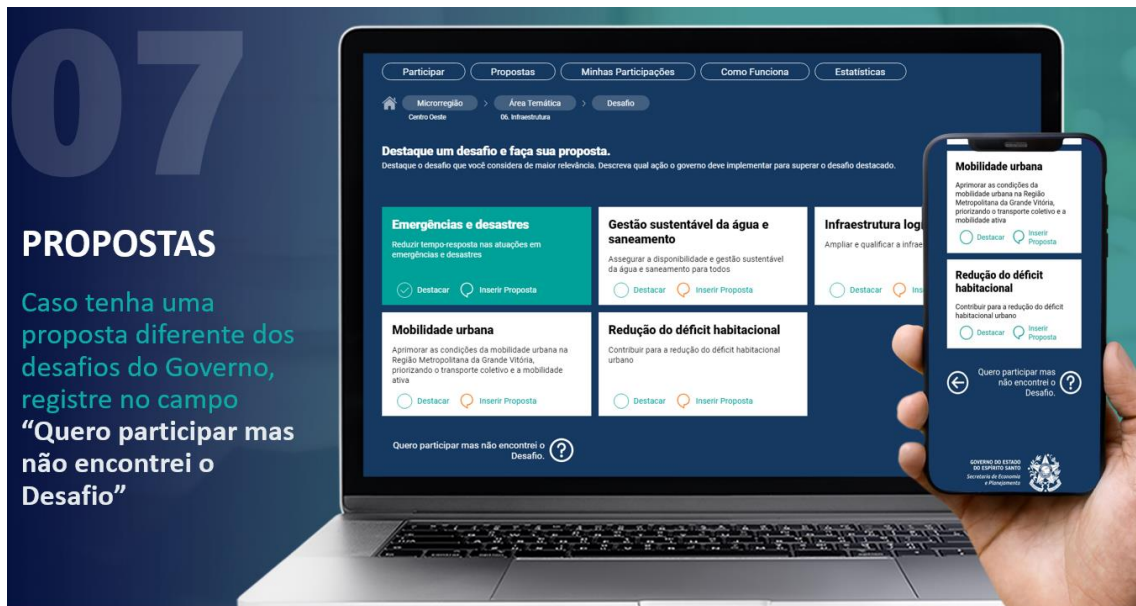 07
PROPOSTAS
Caso tenha uma
proposta diferente dos
desafios do Governo,
registre no campo
“Quero participar mas
não encontrei o
Desafio”
Participar
Propostas
Minhas Participações
Como Funciona
Estatísticas
Microrregião > Área Temática > Desafio
Centro Oeste
06. Infraestrutura
Destaque um desafio e faça sua proposta.
Destaque o desafio que você considera de maior relevância. Descreva qual ação o governo deve implementar para superar o desafio destacado.
Emergências e desastres
Reduzir tempo-resposta nas atuações em
emergências e desastres
Destacar
Inserir Proposta
Gestão sustentável da água e
saneamento
Assegurar a disponibilidade e gestão sustentável
da água e saneamento para todos
Destacar
Inserir Proposta
Infraestrutura
Ampliar e qualificar a
Destacar
Mobilidade urbana
Aprimorar as condições da mobilidade urbana na
Região Metropolitana da Grande Vitória,
priorizando o transporte coletivo e a mobilidade
ativa
Destacar
Inserir Proposta
Redução do déficit habitacional
Contribuir para a redução do déficit habitacional
urbano
Destacar
Inserir Proposta
Quero participar mas não encontrei o
Desafio.
?
Mobilidade urbana
Aprimorar as condições da
mobilidade urbana na Região
Metropolitana da Grande Vitória,
priorizando o transporte coletivo e a
mobilidade ativa
Destacar
Inserir
Proposta
Redução do déficit
habitacional
Contribuir para a redução do déficit
habitacional urbano
Destacar
Inserir
Proposta
Quero participar mas
não encontrei o
Desafio.
?
GOVERNO DO ESTADO
DO ESPÍRITO SANTO
Secretaria de Economia
e Planejamento